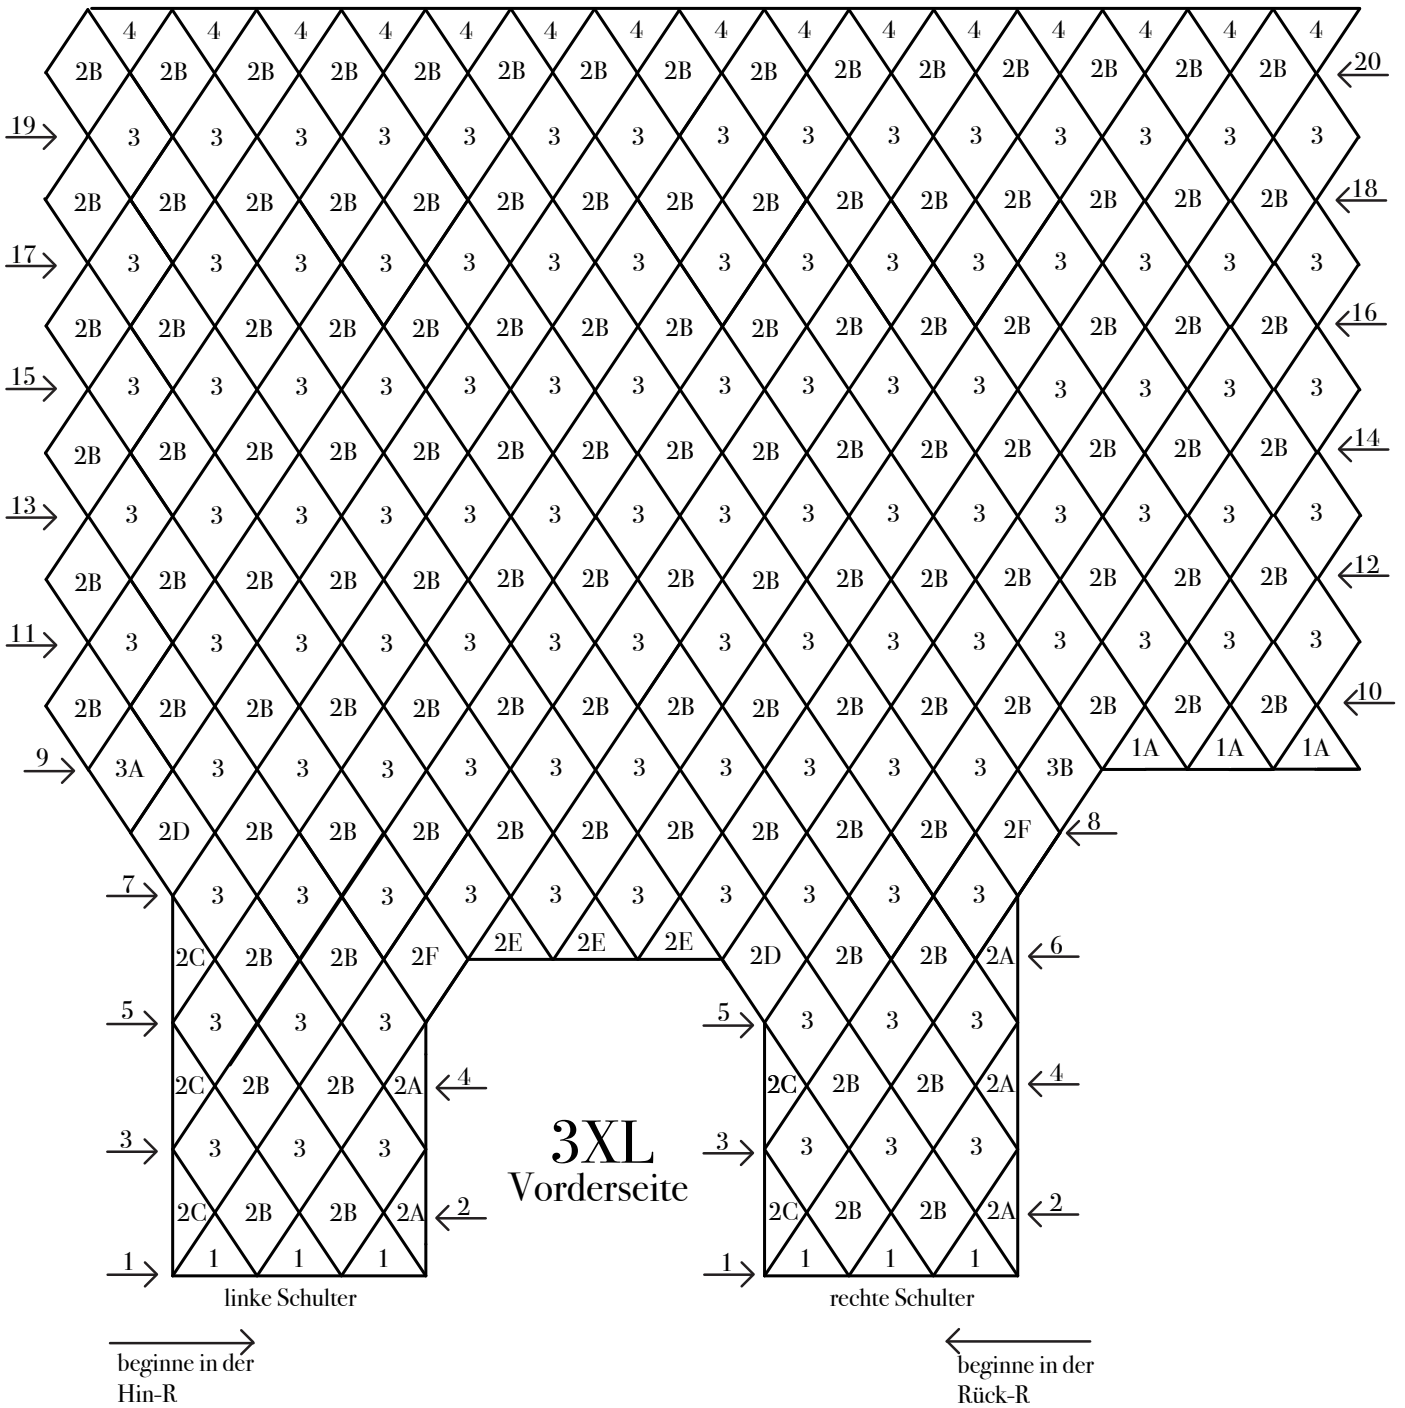 4 4 4 4 4 4 4 4 4 4 4 4 4 4 4
2B 2B 2B 2B 2B 2B 2B 2B 2B 2B 2B 2B 2B 2B 2B 20
19 3 3 3 3 3 3 3 3 3 3 3 3 3 3 3
2B 2B 2B 2B 2B 2B 2B 2B 2B 2B 2B 2B 2B 2B 2B 18
17 3 3 3 3 3 3 3 3 3 3 3 3 3 3 3
2B 2B 2B 2B 2B 2B 2B 2B 2B 2B 2B 2B 2B 2B 2B 16
15 3 3 3 3 3 3 3 3 3 3 3 3 3 3 3
2B 2B 2B 2B 2B 2B 2B 2B 2B 2B 2B 2B 2B 2B 2B 14
13 3 3 3 3 3 3 3 3 3 3 3 3 3 3 3
2B 2B 2B 2B 2B 2B 2B 2B 2B 2B 2B 2B 2B 2B 2B 12
11 3 3 3 3 3 3 3 3 3 3 3 3 3 3 3
2B 2B 2B 2B 2B 2B 2B 2B 2B 2B 2B 2B 2B 2B 2B 10
1A 1A 1A
9 3A 3 3 3 3 3 3 3 3 3 3 3B
2D 2B 2B 2B 2B 2B 2B 2B 2B 2B 2F 8
7 3 3 3 3 3 3 3 3 3 3
2E 2E 2E
2C 2B 2B 2F 2D 2B 2B 2A 6
5 3 3 3 5 3 3 3
2C 2B 2B 2A 4 2C 2B 2B 2A 4
3 3 3 3 3 3 3 3
3XL
Vorderseite
2C 2B 2B 2A 2 2C 2B 2B 2A 2
1 1 1 1 1 1 1 1
linke Schulter
rechte Schulter
beginne in der
Hin-R
beginne in der
Rück-R